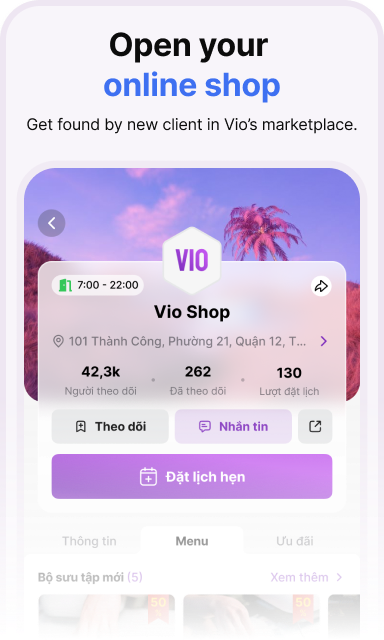 Open your
online shop
Get found by new client in Vio’s marketplace.
VIO
7:00 - 22:00
Vio Shop
101 Thành Công, Phường 21, Quận 12, T...
42,3k 262 130
Người theo dõi Đã theo dõi Lượt đặt lịch
Theo dõi Nhắn tin
Đặt lịch hẹn
Thông tin Menu Ưu đãi
Bộ sưu tập mới (5) Xem thêm
50 50